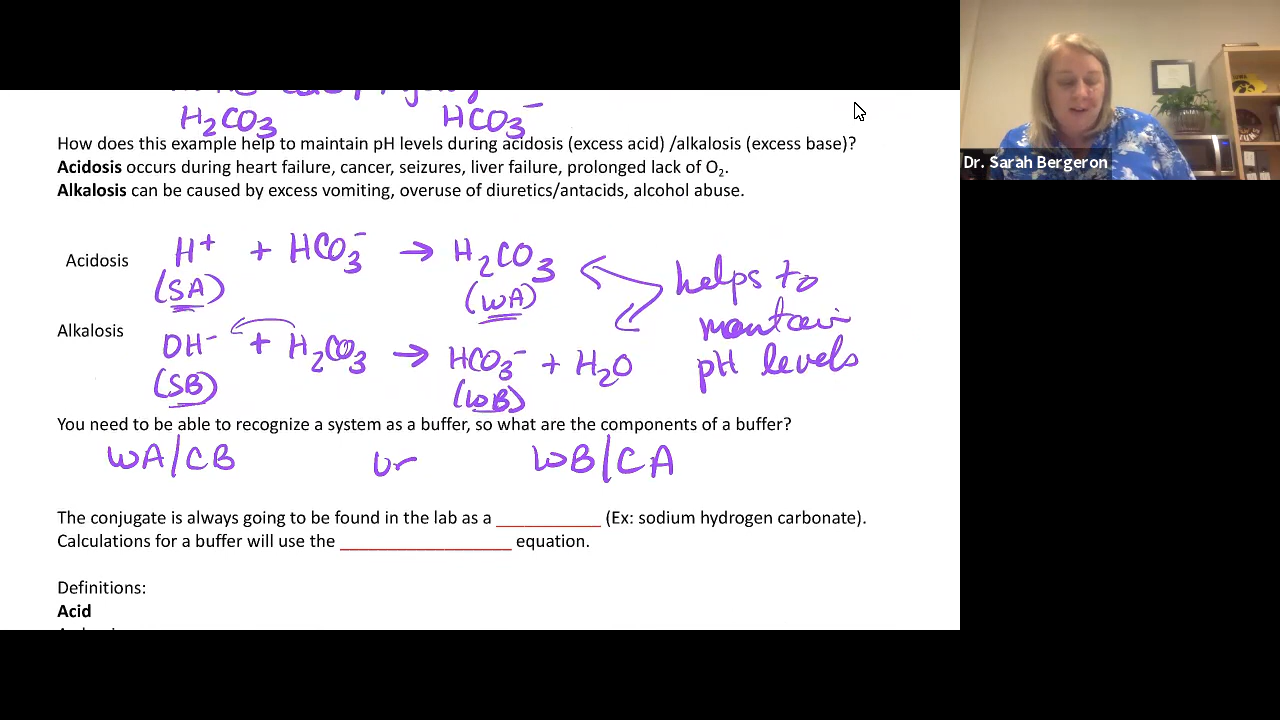 H₂CO₃ HCO₃⁻
How does this example help to maintain pH levels during acidosis (excess acid) /alkalosis (excess base)?
Acidosis occurs during heart failure, cancer, seizures, liver failure, prolonged lack of O₂.
Alkalosis can be caused by excess vomiting, overuse of diuretics/antacids, alcohol abuse.
Acidosis H⁺ + HCO₃⁻ → H₂CO₃ helps to
(SA) (WA) maintain
Alkalosis OH⁻ + H₂CO₃ → HCO₃⁻ + H₂O pH levels
(SB) (WB)
You need to be able to recognize a system as a buffer, so what are the components of a buffer?
WA/CB or WB/CA
The conjugate is always going to be found in the lab as a ___________ (Ex: sodium hydrogen carbonate).
Calculations for a buffer will use the __________________ equation.
Definitions:
Acid
Dr. Sarah Bergeron
IOWA